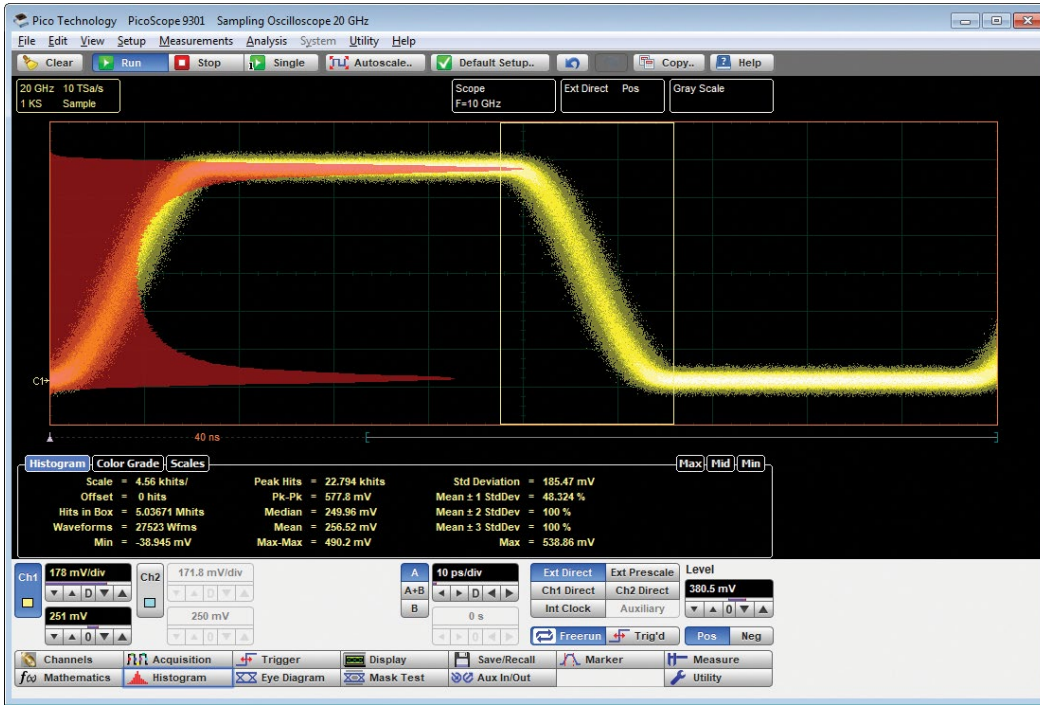 Pico Technology PicoScope 9301 Sampling Oscilloscope 20 GHz
File Edit View Setup Measurements Analysis System Utility Help
Clear Run Stop Single Autoscale.. Default Setup.. Copy.. Help
20 GHz 10 TSa/s
1 KS Sample
Scope
F=10 GHz
Ext Direct Pos
Gray Scale
C1
40 ns
Histogram Color Grade Scales Max Mid Min
Scale = 4.56 khits/ Peak Hits = 22.794 khits Std Deviation = 185.47 mV
Offset = 0 hits Pk-Pk = 577.8 mV Mean ± 1 StdDev = 48.324 %
Hits in Box = 5.03671 Mhits Median = 249.96 mV Mean ± 2 StdDev = 100 %
Waveforms = 27523 Wfms Mean = 256.52 mV Mean ± 3 StdDev = 100 %
Min = -38.945 mV Max-Max = 490.2 mV Max = 538.86 mV
Ch1 178 mV/div Ch2 171.8 mV/div A 10 ps/div Ext Direct Ext Prescale Level
D D A+B D Ch1 Direct Ch2 Direct 380.5 mV
251 mV 250 mV B 0 s Int Clock Auxiliary 0
0 0 0 Freerun Trig'd Pos Neg
Channels Acquisition Trigger Display Save/Recall Marker Measure
f(x) Mathematics Histogram Eye Diagram Mask Test Aux In/Out Utility